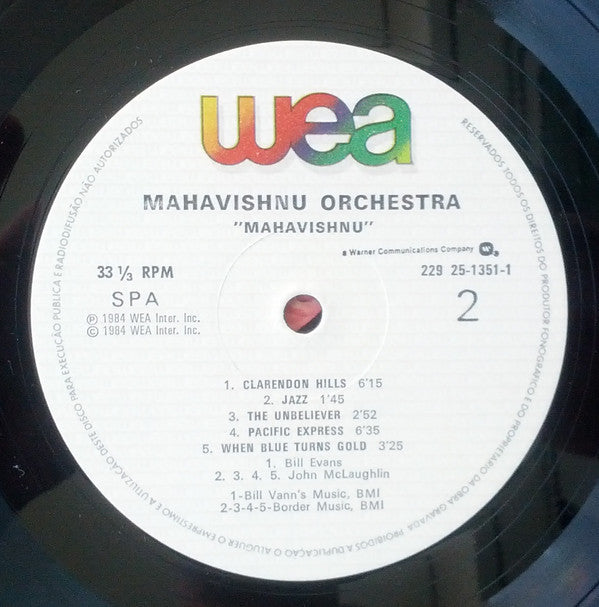 wea
MAHAVISHNU ORCHESTRA
"MAHAVISHNU"
a Warner Communications Company
33 1/3 RPM
229 25-1351-1
SPA
2
℗ 1984 WEA Inter. Inc.
© 1984 WEA Inter. Inc.
1. CLARENDON HILLS 6'15
2. JAZZ 1'45
3. THE UNBELIEVER 2'52
4. PACIFIC EXPRESS 6'35
5. WHEN BLUE TURNS GOLD 3'25
1. Bill Evans
2. 3. 4. 5. John McLaughlin
1-Bill Vann's Music, BMI
2-3-4-5-Border Music, BMI
RESERVADOS TODOS OS DIREITOS DO PRODUTOR FONOGRÁFICO E DO PROPRIETÁRIO DA OBRA GRAVADA PROIBIDOS A DUPLICAÇÃO O ALUGUER O EMPRÉSTIMO E A UTILIZAÇÃO DESTE DISCO PARA EXECUÇÃO PÚBLICA E RADIODIFUSÃO NÃO AUTORIZADOS